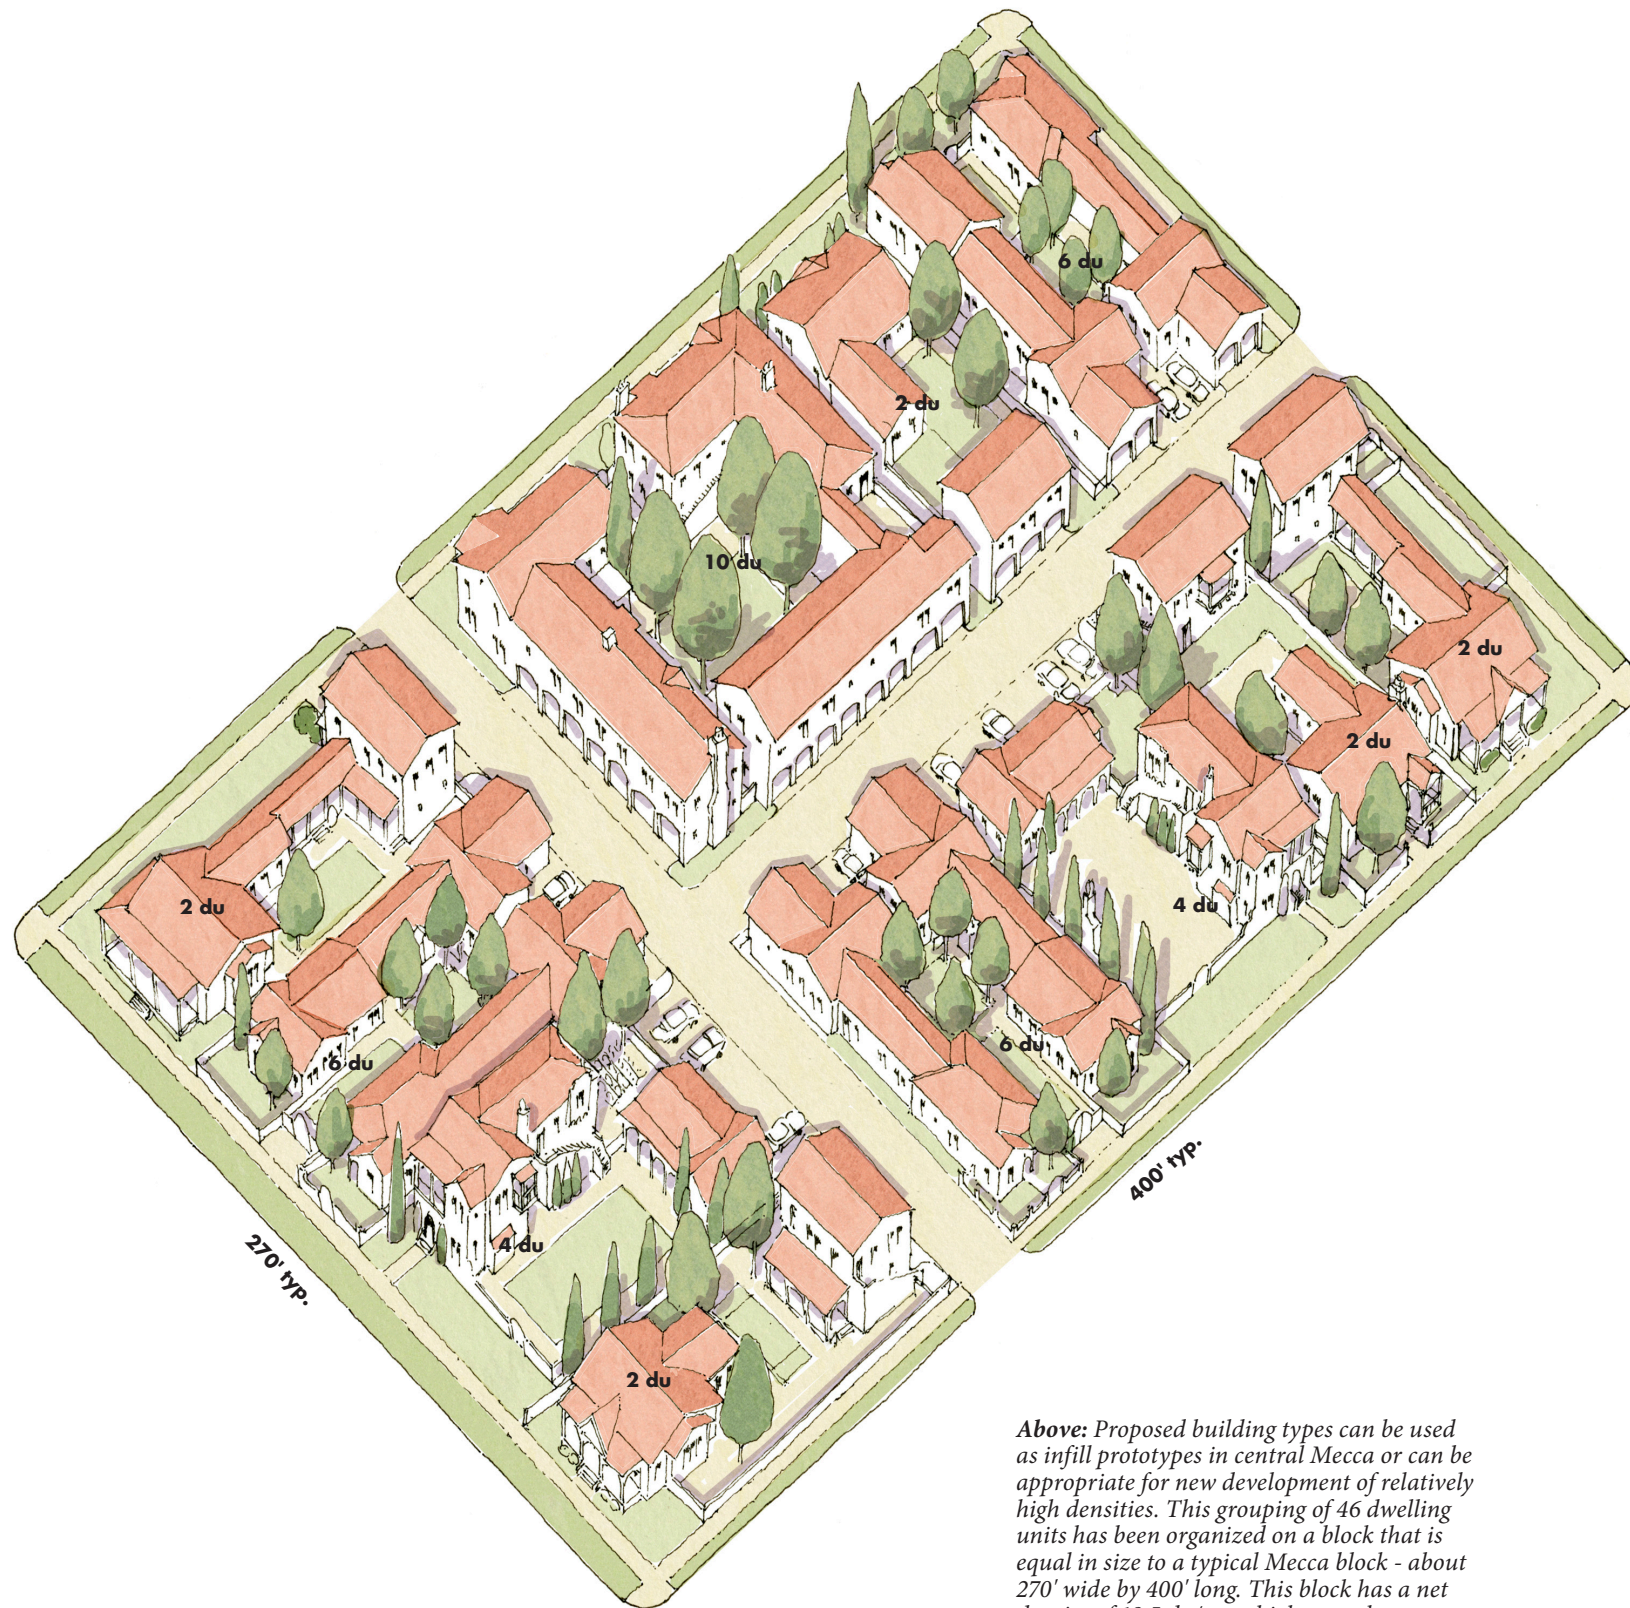 6 du
2 du
10 du
2 du
2 du
2 du
4 du
6 du
6 du
400' typ.
4 du
270' typ.
2 du
Above: Proposed building types can be used
as infill prototypes in central Mecca or can be
appropriate for new development of relatively
high densities. This grouping of 46 dwelling
units has been organized on a block that is
equal in size to a typical Mecca block - about
270' wide by 400' long. This block has a net